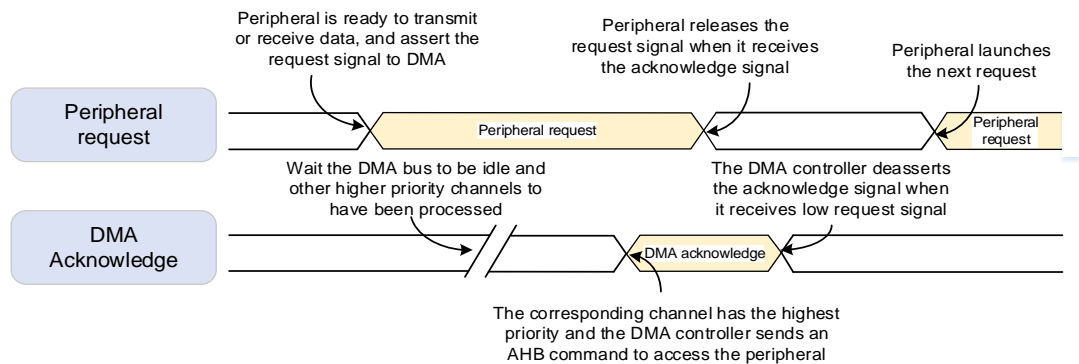 Peripheral is ready to transmit
or receive data, and assert the
request signal to DMA
Peripheral releases the
request signal when it receives
the acknowledge signal
Peripheral launches
the next request
Peripheral
request
Peripheral request
Peripheral
request
Wait the DMA bus to be idle and
other higher priority channels to
have been processed
The DMA controller deasserts
the acknowledge signal when
it receives low request signal
DMA
Acknowledge
DMA acknowledge
The corresponding channel has the highest
priority and the DMA controller sends an
AHB command to access the peripheral